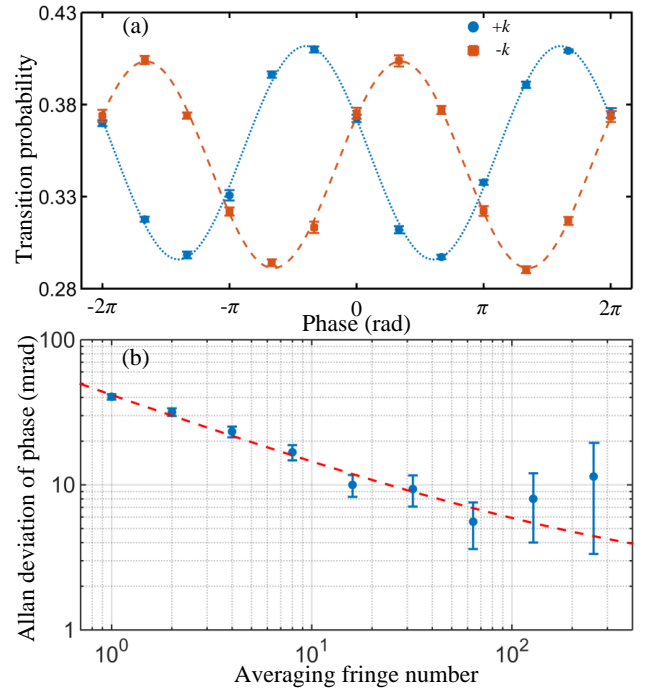 (a)
+k
-k
0.43
0.38
0.33
0.28
Transition probability
-2π
-π
0
π
2π
Phase (rad)
(b)
100
10
1
Allan deviation of phase (mrad)
10⁰
10¹
10²
Averaging fringe number